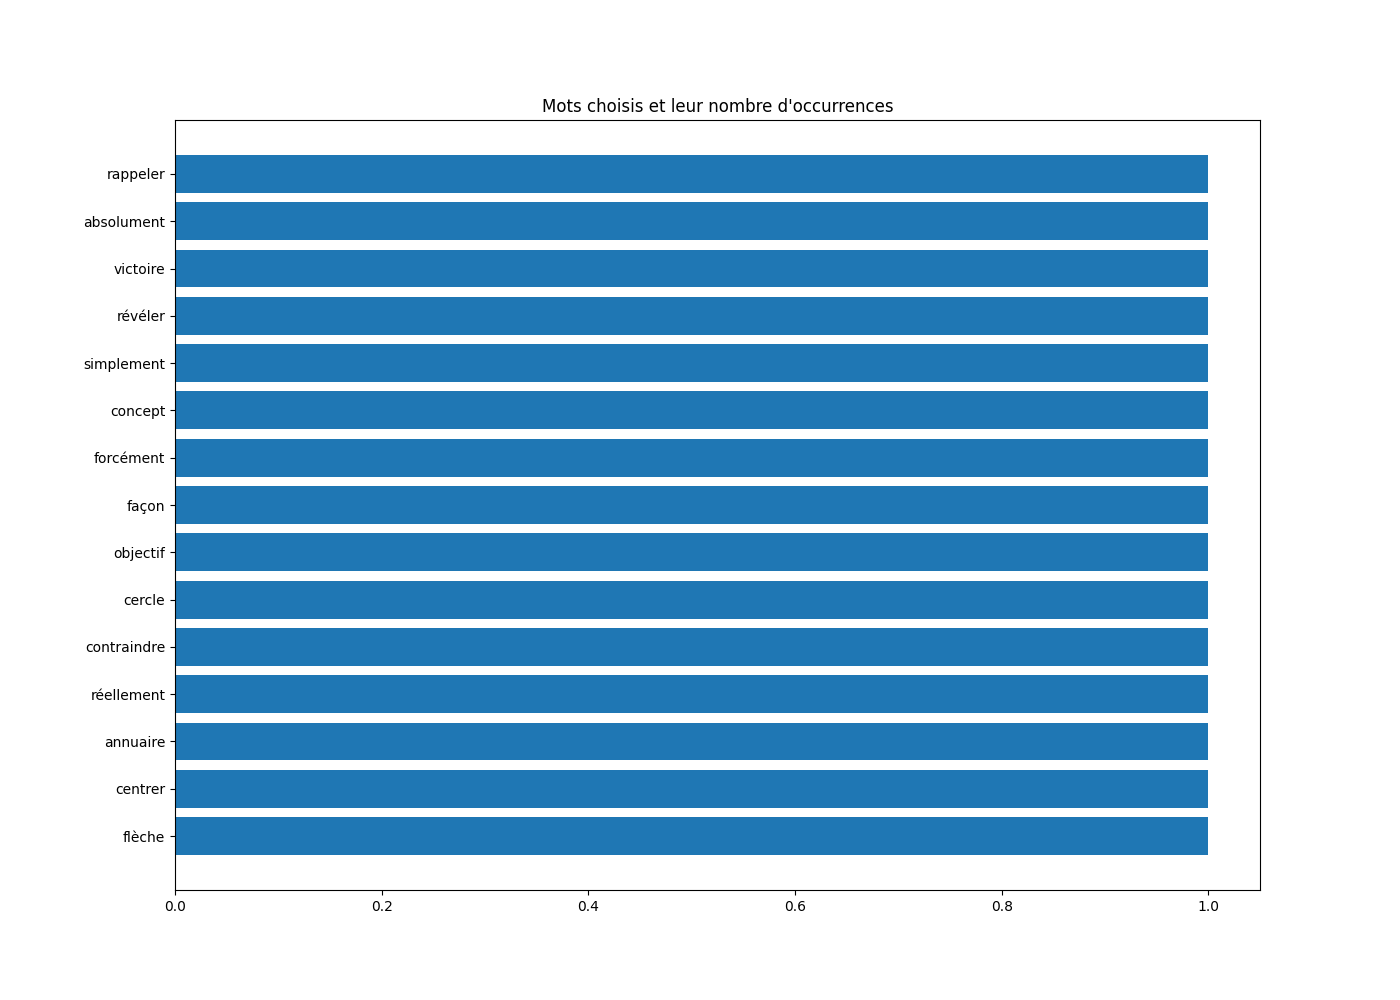 Mots choisis et leur nombre d'occurrences
rappeler
absolument
victoire
révéler
simplement
concept
forcément
façon
objectif
cercle
contraindre
réellement
annuaire
centrer
flèche
0.0 0.2 0.4 0.6 0.8 1.0